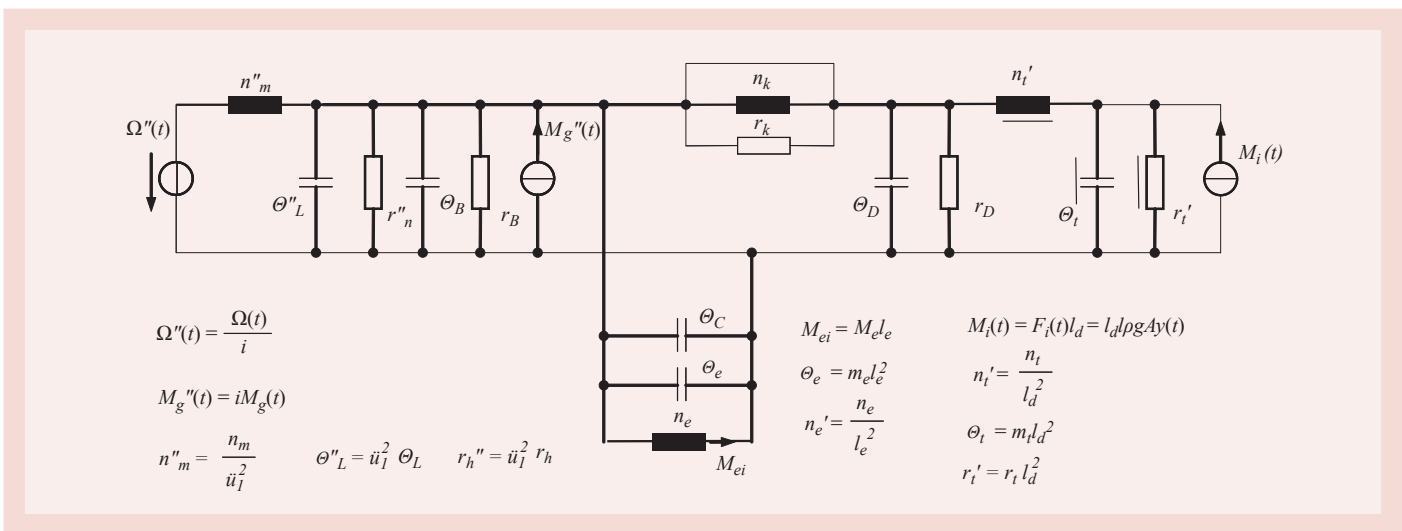 n"m
nk
nt'
rk
Ω"(t)
Mg"(t)
Mi(t)
Θ"L
r"n
ΘB
rB
ΘD
rD
Θt
rt'
ΘC
Θe
ne
Mei
Ω"(t) = Ω(t) / i
Mg"(t) = iMg(t)
n"m = nm / ü1²
Θ"L = ü1² ΘL
rh" = ü1² rh
Mei = Mele
Θe = mele²
ne' = ne / le²
Mi(t) = Fi(t)ld = ldlρgAy(t)
nt' = nt / ld²
Θt = mtld²
rt' = rt ld²